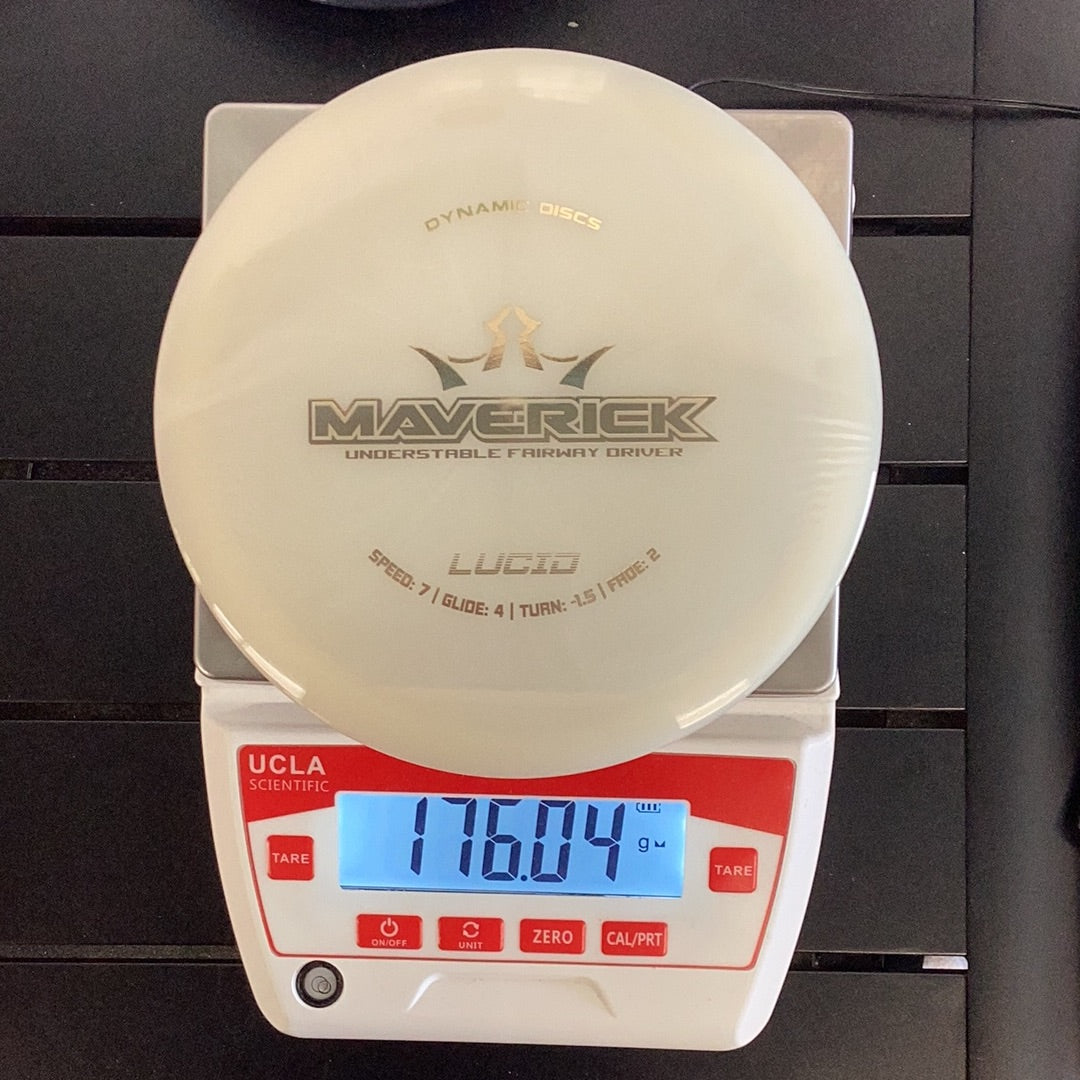 DYNAMIC DISCS
MAVERICK
UNDERSTABLE FAIRWAY DRIVER
LUCID
SPEED: 7 | GLIDE: 4 | TURN: -1.5 | FADE: 2
UCLA
SCIENTIFIC
176.04 g
TARE
TARE
ON/OFF
UNIT
ZERO
CAL/PRT